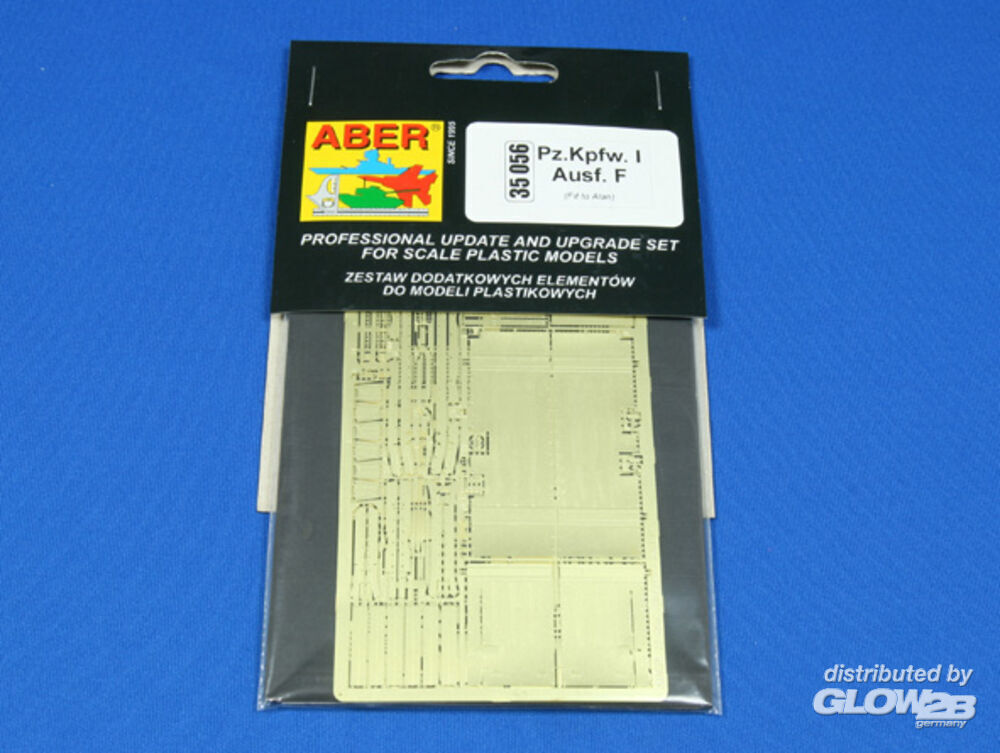 ABER®
SINCE 1995
35 056
Pz.Kpfw. I
Ausf. F
(Fit to Alan)
PROFESSIONAL UPDATE AND UPGRADE SET
FOR SCALE PLASTIC MODELS
ZESTAW DODATKOWYCH ELEMENTÓW
DO MODELI PLASTIKOWYCH
distributed by
GLOW2B
germany